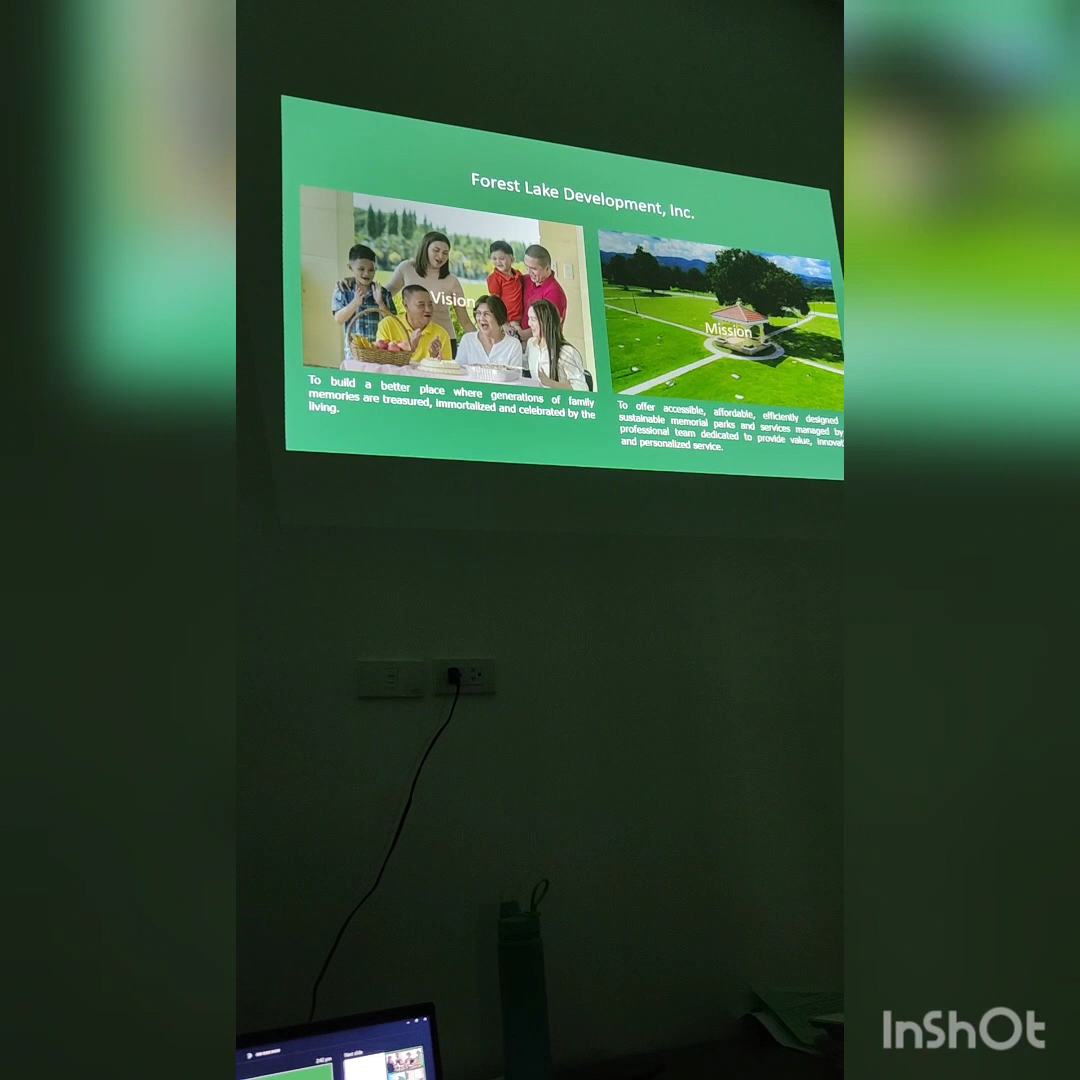 Forest Lake Development, Inc.
Vision
To build a better place where generations of family
memories are treasured, immortalized and celebrated by the
living.
Mission
To offer accessible, affordable, efficiently designed
sustainable memorial parks and services managed by
professional team dedicated to provide value, innovat
and personalized service.
Next slide
InShOt